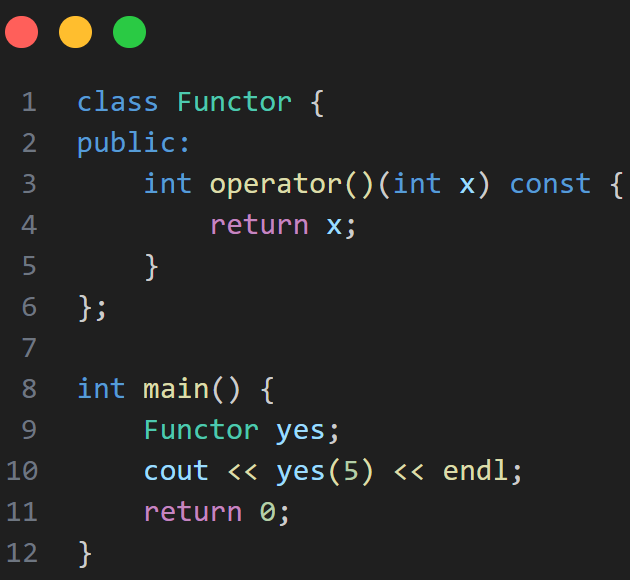 1 class Functor {
2 public:
3     int operator()(int x) const {
4         return x;
5     }
6 };
7
8 int main() {
9     Functor yes;
10     cout << yes(5) << endl;
11     return 0;
12 }